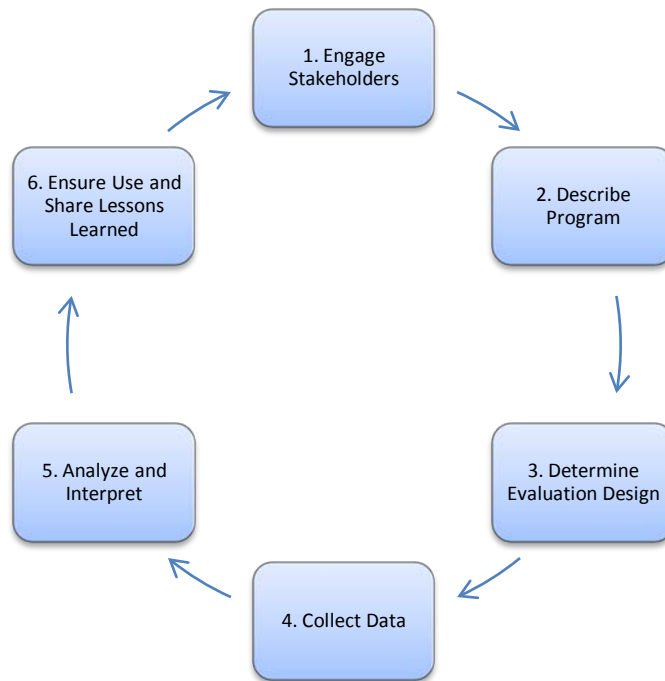 1. Engage
Stakeholders
2. Describe
Program
3. Determine
Evaluation Design
4. Collect Data
5. Analyze and
Interpret
6. Ensure Use and
Share Lessons
Learned